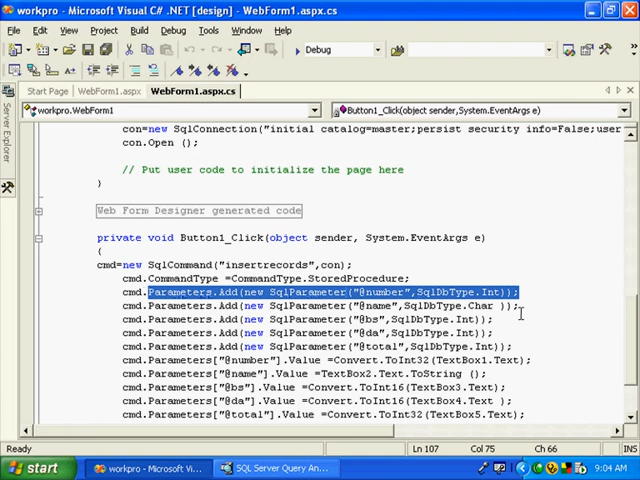 workpro - Microsoft Visual C# .NET [design] - WebForm1.aspx.cs
File Edit View Project Build Debug Tools Window Help
Debug
Start Page WebForm1.aspx WebForm1.aspx.cs
workpro.WebForm1 Button1_Click(object sender,System.EventArgs e)
Server Explorer
con=new SqlConnection("initial catalog=master;persist security info=False;user
con.Open ();
// Put user code to initialize the page here
}
Web Form Designer generated code
private void Button1_Click(object sender, System.EventArgs e)
{
cmd=new SqlCommand("insertrecords",con);
cmd.CommandType =CommandType.StoredProcedure;
cmd.Parameters.Add(new SqlParameter("@number",SqlDbType.Int));
cmd.Parameters.Add(new SqlParameter("@name",SqlDbType.Char ));
cmd.Parameters.Add(new SqlParameter("@bs",SqlDbType.Int));
cmd.Parameters.Add(new SqlParameter("@da",SqlDbType.Int));
cmd.Parameters.Add(new SqlParameter("@total",SqlDbType.Int));
cmd.Parameters["@number"].Value =Convert.ToInt32(TextBox1.Text);
cmd.Parameters["@name"].Value =TextBox2.Text.ToString ();
cmd.Parameters["@bs"].Value =Convert.ToInt16(TextBox3.Text);
cmd.Parameters["@da"].Value =Convert.ToInt16(TextBox4.Text );
cmd.Parameters["@total"].Value =Convert.ToInt32(TextBox5.Text);
Ready Ln 107 Col 75 Ch 66
start workpro - Microsoft Vi... SQL Server Query An... 9:04 AM